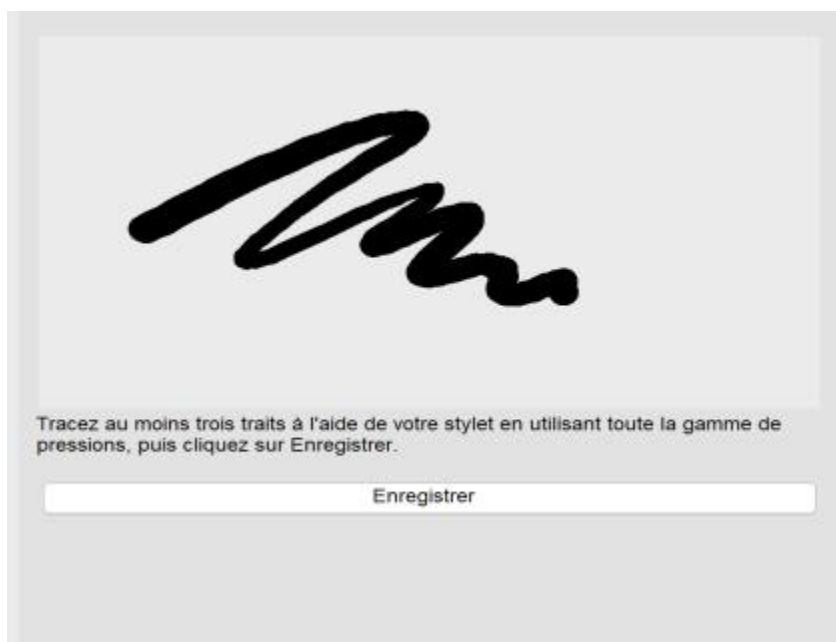 Tracez au moins trois traits à l'aide de votre stylet en utilisant toute la gamme de
pressions, puis cliquez sur Enregistrer.
Enregistrer